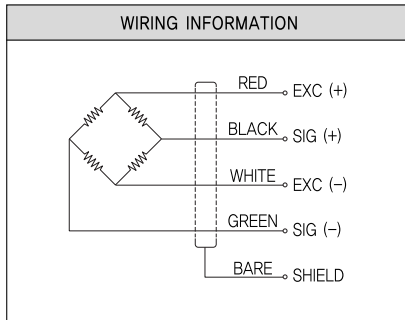 WIRING INFORMATION
RED EXC (+)
BLACK SIG (+)
WHITE EXC (-)
GREEN SIG (-)
BARE SHIELD